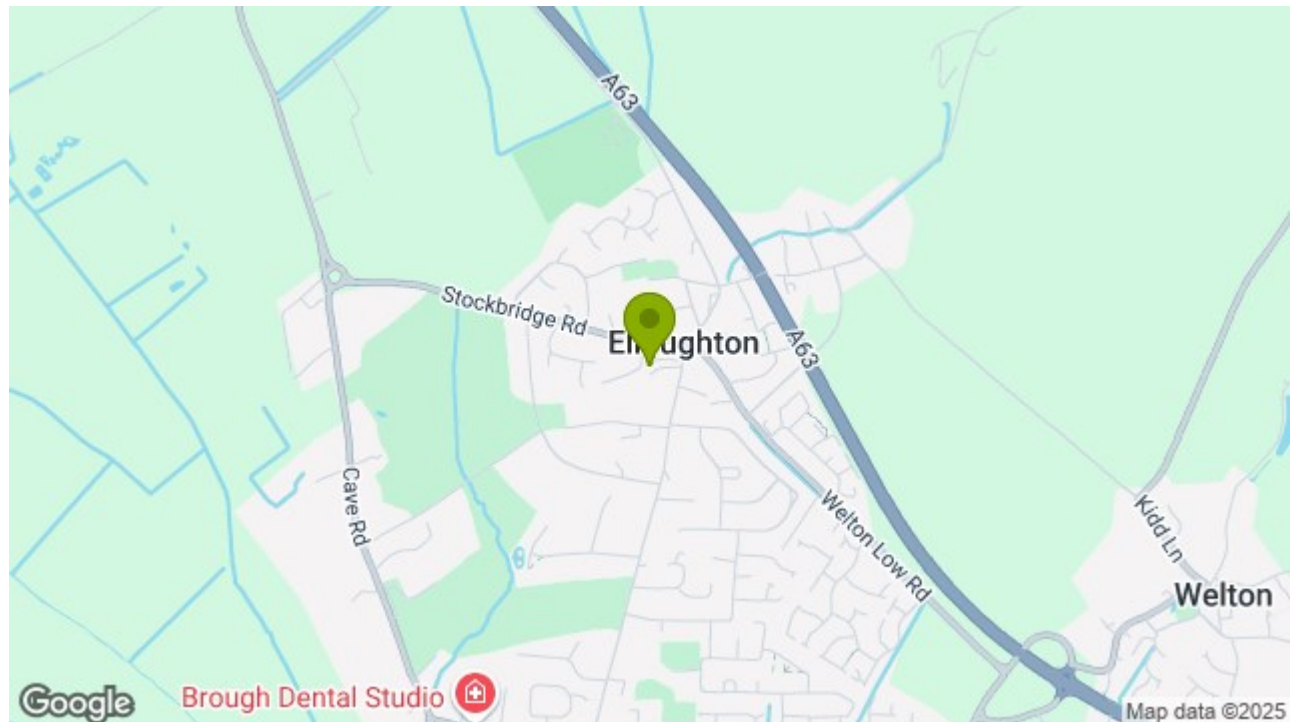 A63
Stockbridge Rd
Elloughton
A63
Cave Rd
Welton Low Rd
Kidd Ln
Welton
Brough Dental Studio
Google
Map data ©2025